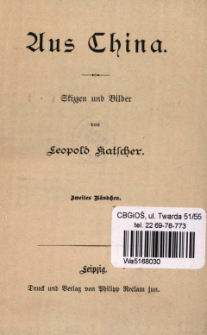 Aus China.
Skizzen und Bilder
von
Leopold Katscher.
Zweites Bändchen.
CBGiOŚ, ul. Twarda 51/55
tel. 22 69-78-773
Wa5168030
Leipzig.
Druck und Verlag von Philipp Reclam jun.